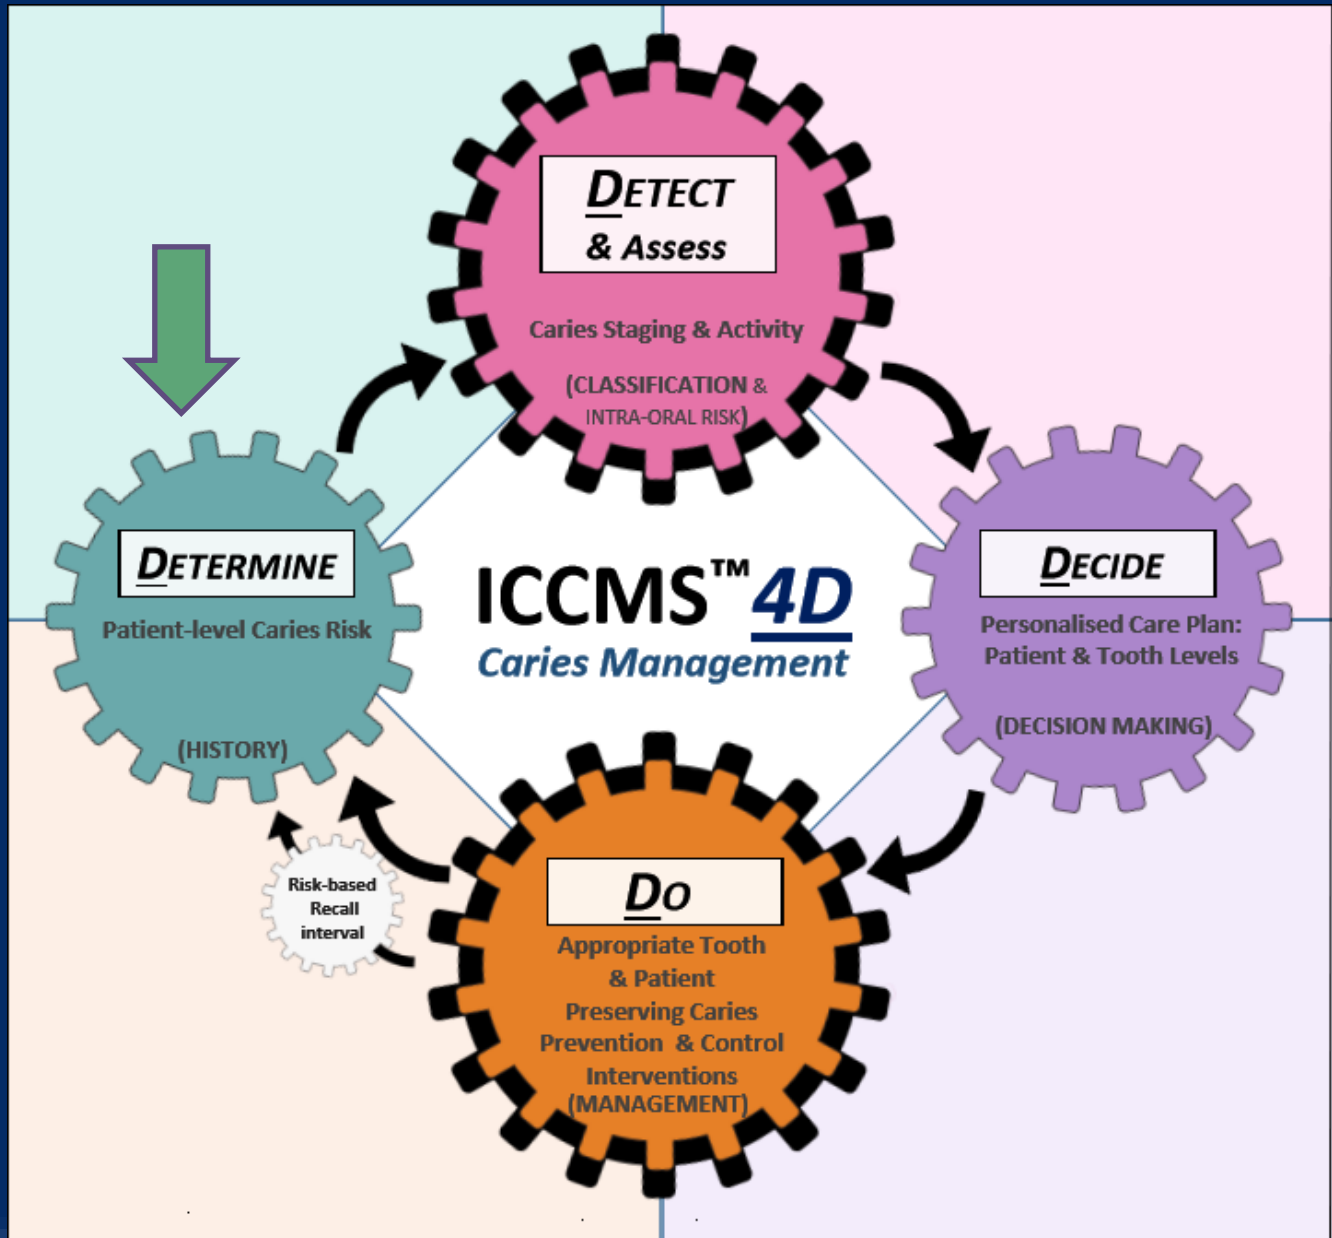 DETECT
& Assess
Caries Staging & Activity
(CLASSIFICATION &
INTRA-ORAL RISK)
DETERMINE
Patient-level Caries Risk
(HISTORY)
ICCMS™ 4D
Caries Management
DECIDE
Personalised Care Plan:
Patient & Tooth Levels
(DECISION MAKING)
Risk-based
Recall
interval
DO
Appropriate Tooth
& Patient
Preserving Caries
Prevention & Control
Interventions
(MANAGEMENT)